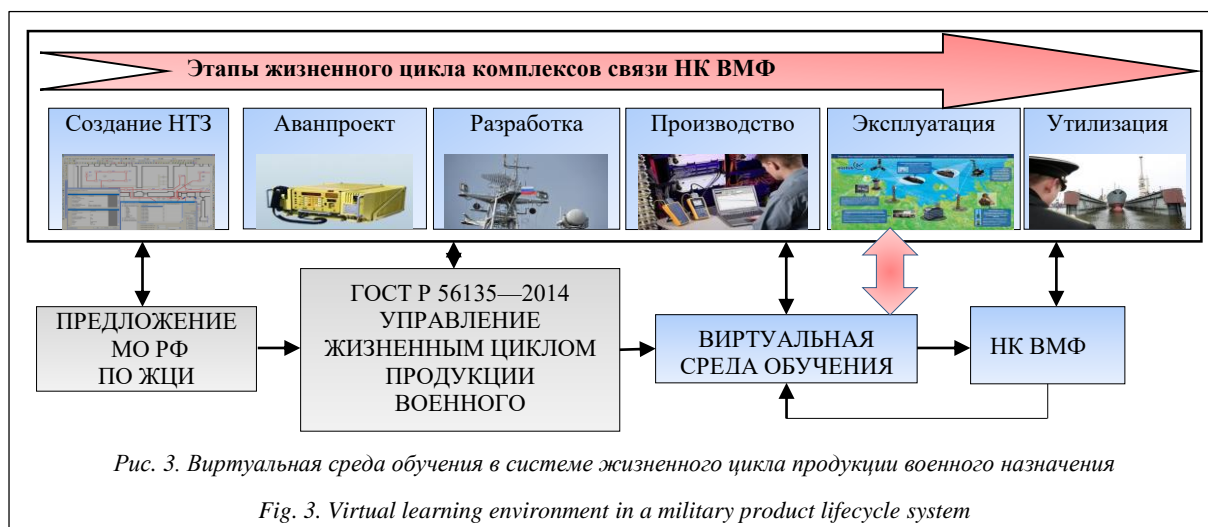 Этапы жизненного цикла комплексов связи НК ВМФ
Создание НТЗ
Аванпроект
Разработка
Производство
Эксплуатация
Утилизация
ПРЕДЛОЖЕНИЕ
МО РФ
ПО ЖЦИ
ГОСТ Р 56135—2014
УПРАВЛЕНИЕ
ЖИЗНЕННЫМ ЦИКЛОМ
ПРОДУКЦИИ
ВОЕННОГО
ВИРТУАЛЬНАЯ
СРЕДА ОБУЧЕНИЯ
НК ВМФ
Рис. 3. Виртуальная среда обучения в системе жизненного цикла продукции военного назначения
Fig. 3. Virtual learning environment in a military product lifecycle system